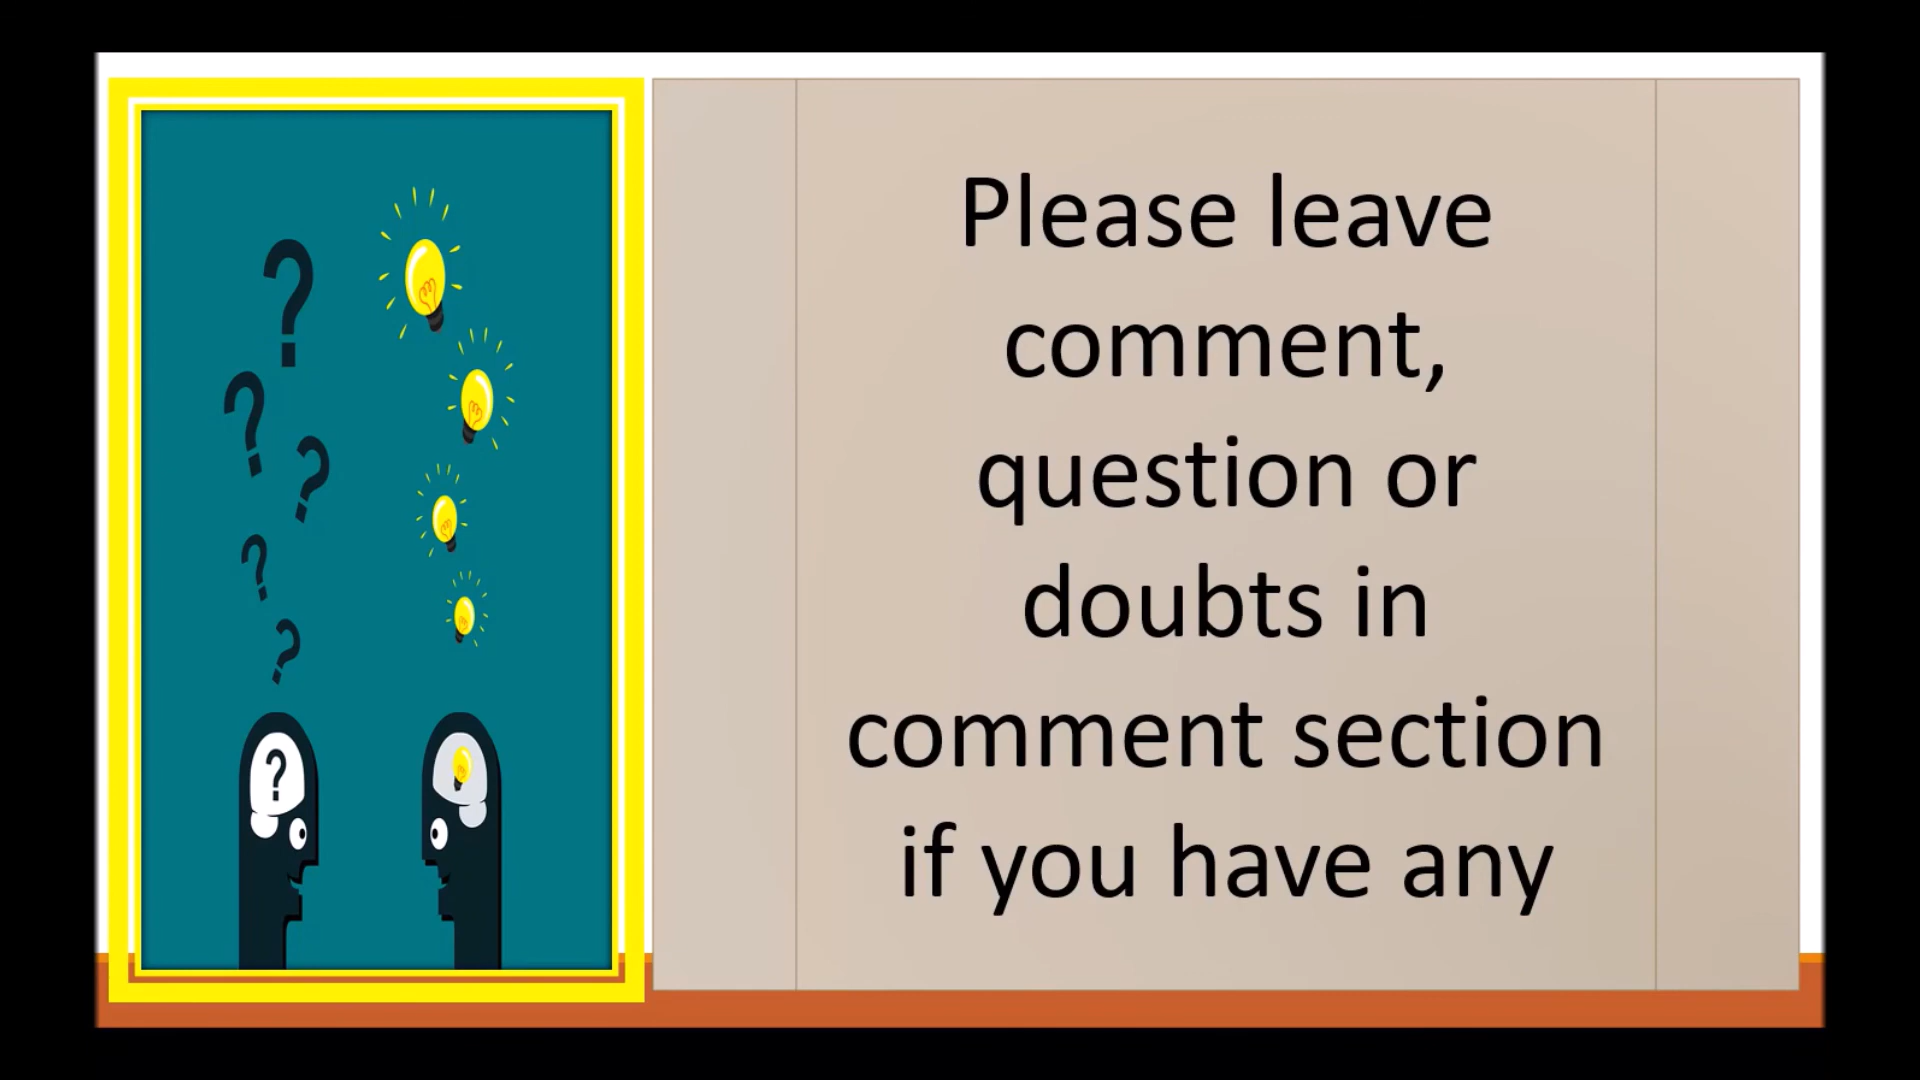 Please leave
comment,
question or
doubts in
comment section
if you have any
?
?
?
?
?
?